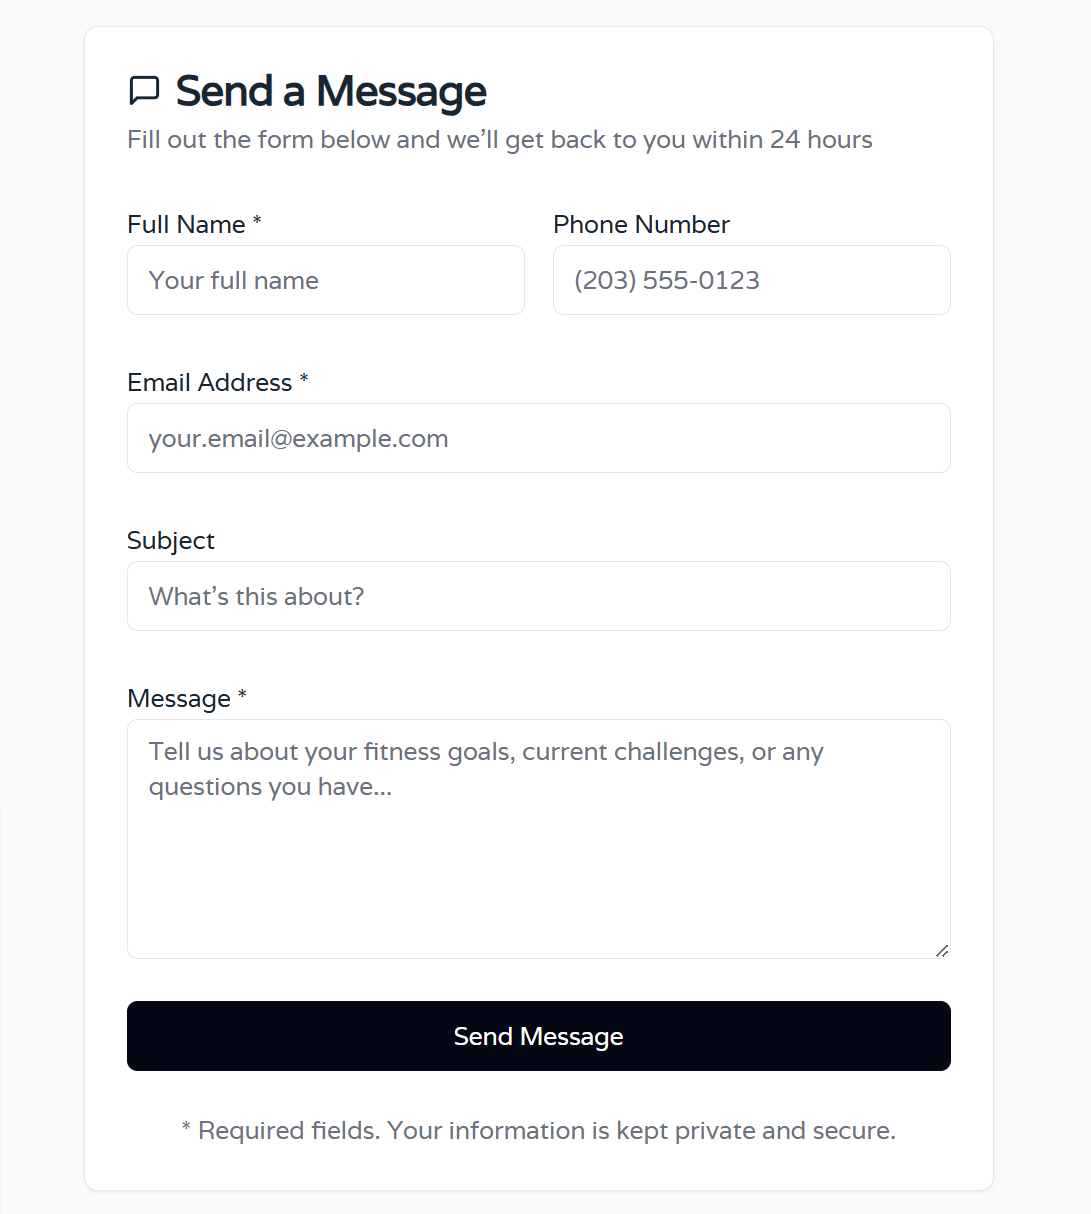 Send a Message
Fill out the form below and we’ll get back to you within 24 hours
Full Name *
Phone Number
Your full name
(203) 555-0123
Email Address *
your.email@example.com
Subject
What’s this about?
Message *
Tell us about your fitness goals, current challenges, or any
questions you have...
Send Message
* Required fields. Your information is kept private and secure.